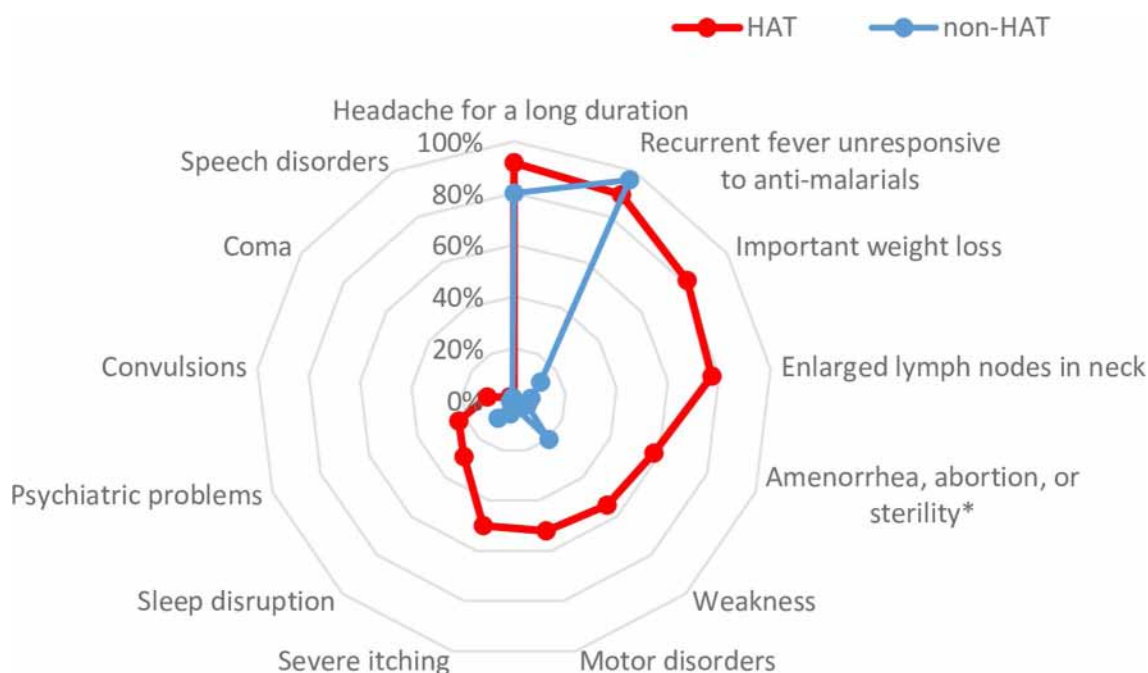 HAT non-HAT
Headache for a long duration
100%
Speech disorders
Recurrent fever unresponsive
to anti-malarials
80%
Coma
Important weight loss
60%
40%
Convulsions
Enlarged lymph nodes in neck
20%
0%
Psychiatric problems
Amenorrhea, abortion, or
sterility*
Sleep disruption
Weakness
Severe itching
Motor disorders